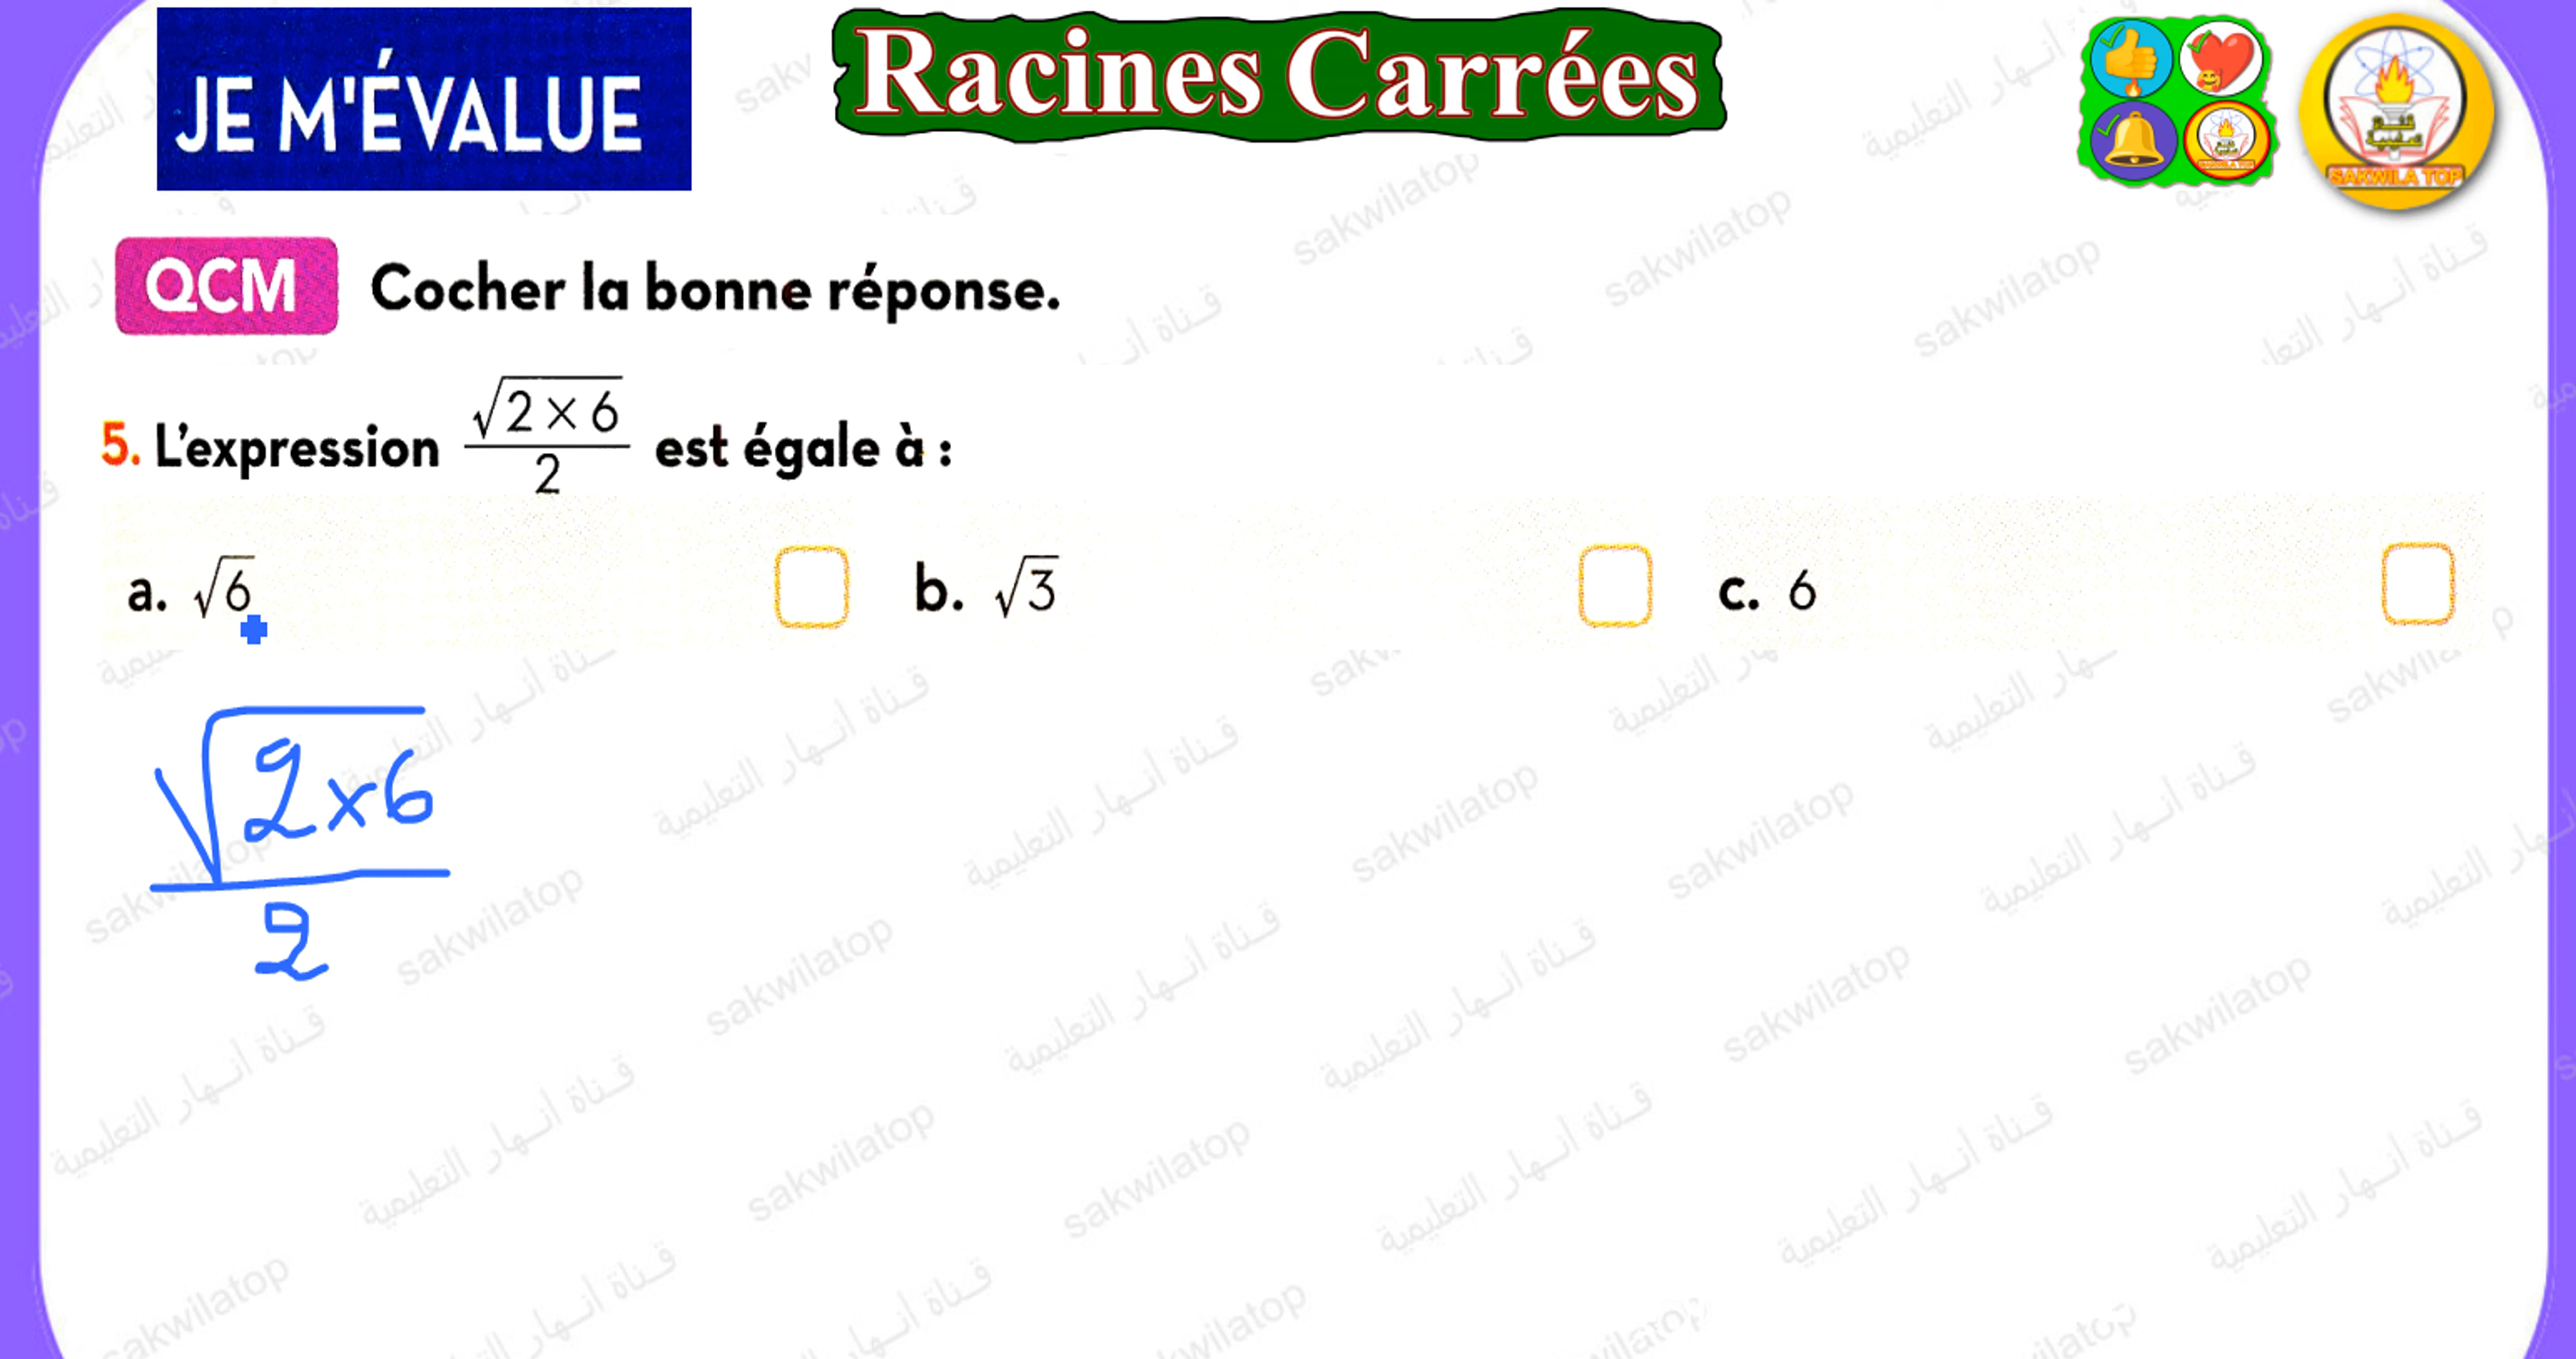 JE M'ÉVALUE
Racines Carrées
SAKWILA TOP
QCM Cocher la bonne réponse.
5. L'expression √(2 × 6) / 2 est égale à :
a. √6
b. √3
c. 6
√(2×6)
2
sakwilatop
قناة أنهار التعليمية